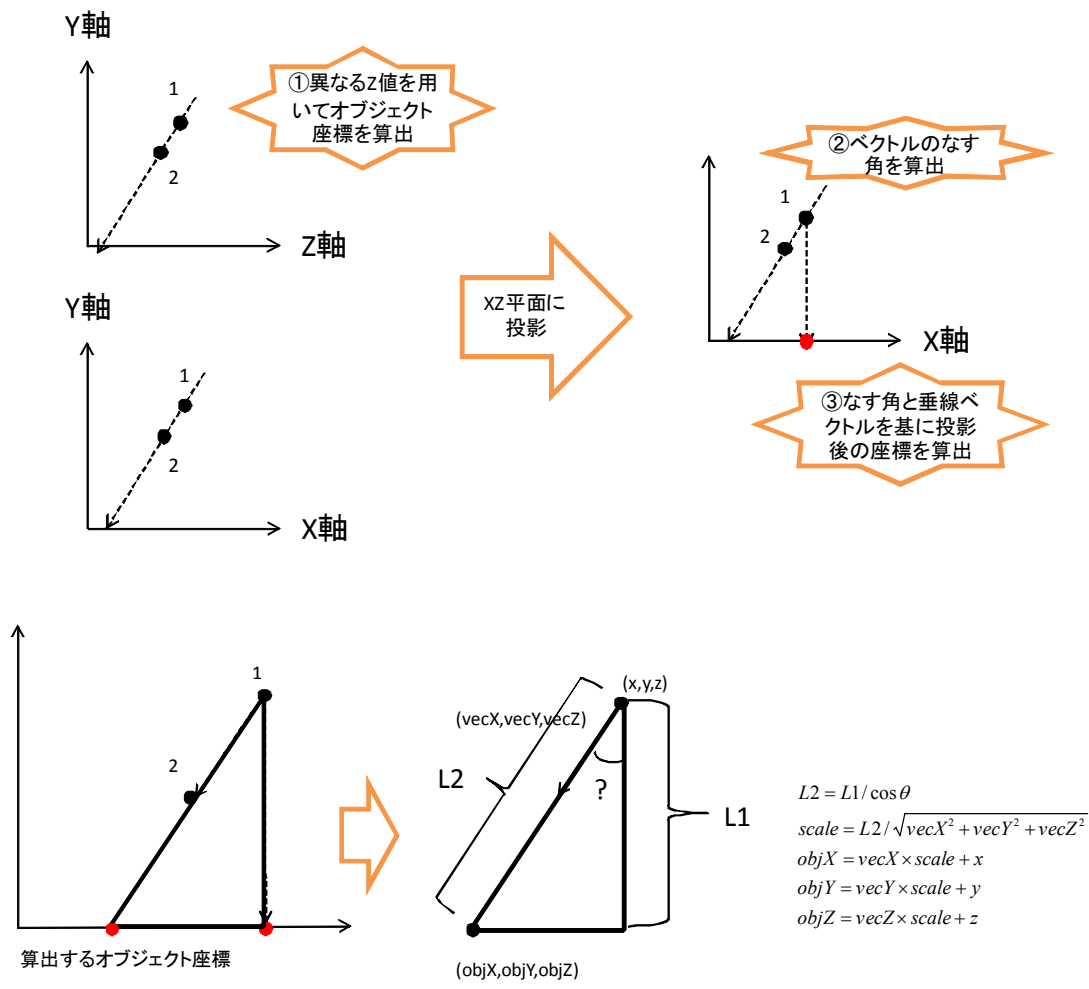 Y軸
1
2
Z軸
①異なるZ値を用
いてオブジェクト
座標を算出
Y軸
1
2
X軸
XZ平面に
投影
②ベクトルのなす
角を算出
1
2
X軸
③なす角と垂線ベ
クトルを基に投影
後の座標を算出
1
2
算出するオブジェクト座標
(x,y,z)
(vecX,vecY,vecZ)
L2
?
L1
(objX,objY,objZ)
L2 = L1/cosθ
scale = L2/√vecX²+vecY²+vecZ²
objX = vecX×scale+x
objY = vecY×scale+y
objZ = vecZ×scale+z